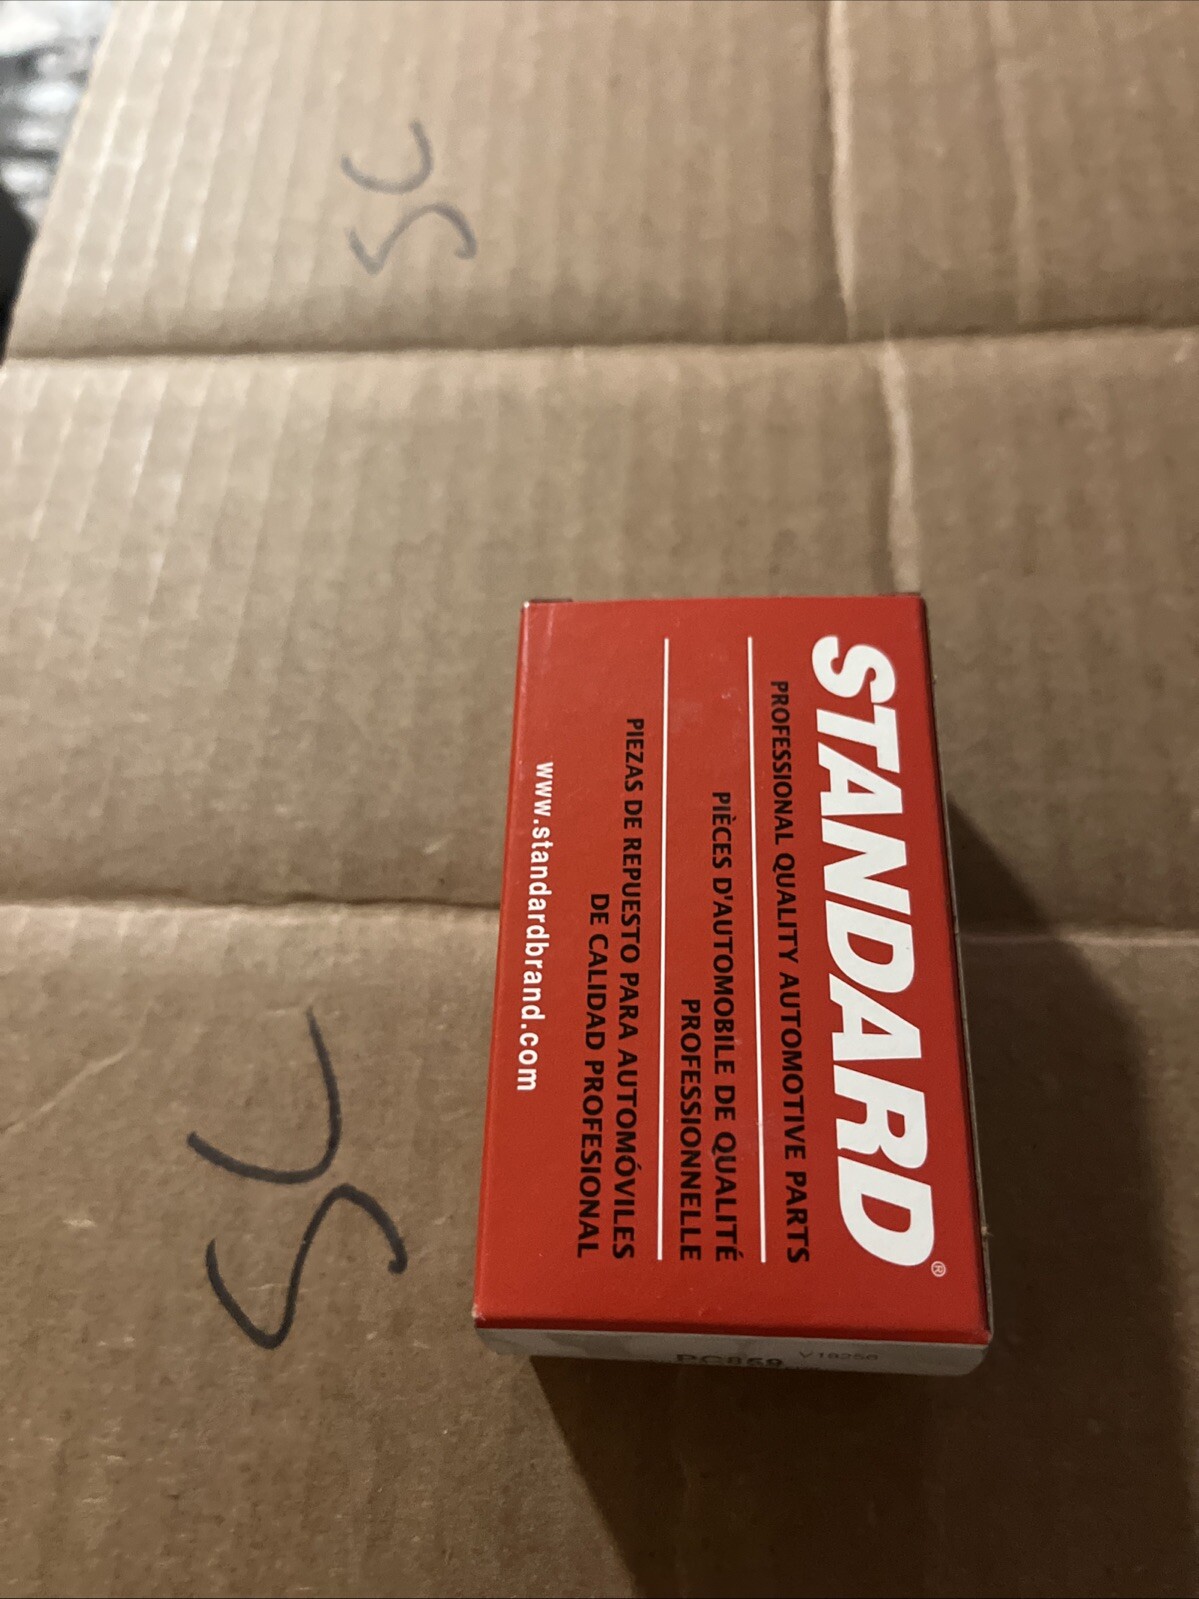 SC
SC
STANDARD®
PROFESSIONAL QUALITY AUTOMOTIVE PARTS
PIÈCES D'AUTOMOBILE DE QUALITÉ
PROFESSIONNELLE
PIEZAS DE REPUESTO PARA AUTOMÓVILES
DE CALIDAD PROFESIONAL
www.standardbrand.com
PC869